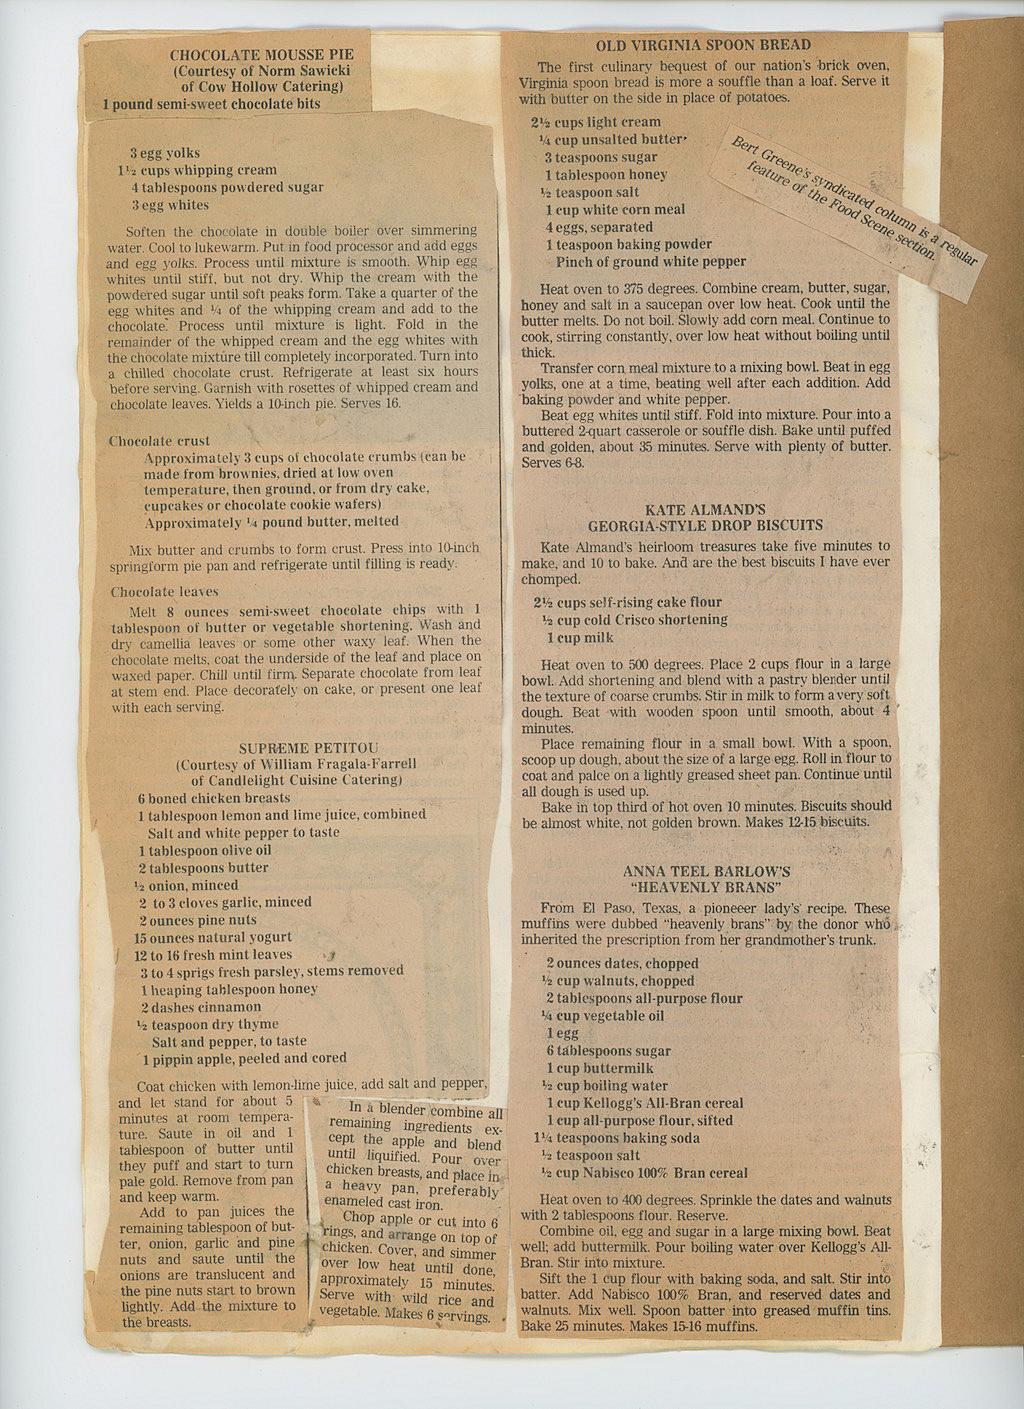 CHOCOLATE MOUSSE PIE
(Courtesy of Norm Sawicki
of Cow Hollow Catering)
1 pound semi-sweet chocolate bits
3 egg yolks
1½ cups whipping cream
4 tablespoons powdered sugar
3 egg whites
Soften the chocolate in double boiler over simmering
water. Cool to lukewarm. Put in food processor and add eggs
and egg yolks. Process until mixture is smooth. Whip egg
whites until stiff, but not dry. Whip the cream with the
powdered sugar until soft peaks form. Take a quarter of the
egg whites and ¼ of the whipping cream and add to the
chocolate. Process until mixture is light. Fold in the
remainder of the whipped cream and the egg whites with
the chocolate mixture till completely incorporated. Turn into
a chilled chocolate crust. Refrigerate at least six hours
before serving. Garnish with rosettes of whipped cream and
chocolate leaves. Yields a 10-inch pie. Serves 16.
Chocolate crust
Approximately 3 cups of chocolate crumbs (can be
made from brownies, dried at low oven
temperature, then ground, or from dry cake,
cupcakes or chocolate cookie wafers)
Approximately ¼ pound butter, melted
Mix butter and crumbs to form crust. Press into 10-inch
springform pie pan and refrigerate until filling is ready.
Chocolate leaves
Melt 8 ounces semi-sweet chocolate chips with 1
tablespoon of butter or vegetable shortening. Wash and
dry camellia leaves or some other waxy leaf. When the
chocolate melts, coat the underside of the leaf and place on
waxed paper. Chill until firm. Separate chocolate from leaf
at stem end. Place decorately on cake, or present one leaf
with each serving.
SUPREME PETITOU
(Courtesy of William Fragala-Farrell
of Candlelight Cuisine Catering)
6 boned chicken breasts
1 tablespoon lemon and lime juice, combined
Salt and white pepper to taste
1 tablespoon olive oil
2 tablespoons butter
½ onion, minced
2 to 3 cloves garlic, minced
2 ounces pine nuts
15 ounces natural yogurt
12 to 16 fresh mint leaves
3 to 4 sprigs fresh parsley, stems removed
1 heaping tablespoon honey
2 dashes cinnamon
½ teaspoon dry thyme
Salt and pepper, to taste
1 pippin apple, peeled and cored
Coat chicken with lemon-lime juice, add salt and pepper,
and let stand for about 5
minutes at room tempera-
ture. Saute in oil and 1
tablespoon of butter until
they puff and start to turn
pale gold. Remove from pan
and keep warm.
Add to pan juices the
remaining tablespoon of but-
ter, onion, garlic and pine
nuts and saute until the
onions are translucent and
the pine nuts start to brown
lightly. Add the mixture to
the breasts.
In a blender combine all
remaining ingredients ex-
cept the apple and blend
until liquified. Pour over
chicken breasts, and place in
a heavy pan, preferably
enameled cast iron.
Chop apple or cut into 6
rings, and arrange on top of
chicken. Cover, and simmer
over low heat until done,
approximately 15 minutes.
Serve with wild rice and
vegetable. Makes 6 servings.
OLD VIRGINIA SPOON BREAD
The first culinary bequest of our nation's brick oven,
Virginia spoon bread is more a souffle than a loaf. Serve it
with butter on the side in place of potatoes.
2½ cups light cream
¼ cup unsalted butter
3 teaspoons sugar
1 tablespoon honey
½ teaspoon salt
1 cup white corn meal
4 eggs, separated
1 teaspoon baking powder
Pinch of ground white pepper
Bert Greene's syndicated column is a regular
feature of the Food Scene section.
Heat oven to 375 degrees. Combine cream, butter, sugar,
honey and salt in a saucepan over low heat. Cook until the
butter melts. Do not boil. Slowly add corn meal. Continue to
cook, stirring constantly, over low heat without boiling until
thick.
Transfer corn meal mixture to a mixing bowl. Beat in egg
yolks, one at a time, beating well after each addition. Add
baking powder and white pepper.
Beat egg whites until stiff. Fold into mixture. Pour into a
buttered 2-quart casserole or souffle dish. Bake until puffed
and golden, about 35 minutes. Serve with plenty of butter.
Serves 6-8.
KATE ALMAND'S
GEORGIA-STYLE DROP BISCUITS
Kate Almand's heirloom treasures take five minutes to
make, and 10 to bake. And are the best biscuits I have ever
chomped.
2½ cups self-rising cake flour
½ cup cold Crisco shortening
1 cup milk
Heat oven to 500 degrees. Place 2 cups flour in a large
bowl. Add shortening and blend with a pastry blender until
the texture of coarse crumbs. Stir in milk to form a very soft
dough. Beat with wooden spoon until smooth, about 4
minutes.
Place remaining flour in a small bowl. With a spoon,
scoop up dough, about the size of a large egg. Roll in flour to
coat and palce on a lightly greased sheet pan. Continue until
all dough is used up.
Bake in top third of hot oven 10 minutes. Biscuits should
be almost white, not golden brown. Makes 12-15 biscuits.
ANNA TEEL BARLOW'S
"HEAVENLY BRANS"
From El Paso, Texas, a pioneeer lady's recipe. These
muffins were dubbed "heavenly brans" by the donor who
inherited the prescription from her grandmother's trunk.
2 ounces dates, chopped
½ cup walnuts, chopped
2 tablespoons all-purpose flour
¼ cup vegetable oil
1 egg
6 tablespoons sugar
1 cup buttermilk
½ cup boiling water
1 cup Kellogg's All-Bran cereal
1 cup all-purpose flour, sifted
1¼ teaspoons baking soda
½ teaspoon salt
½ cup Nabisco 100% Bran cereal
Heat oven to 400 degrees. Sprinkle the dates and walnuts
with 2 tablespoons flour. Reserve.
Combine oil, egg and sugar in a large mixing bowl. Beat
well; add buttermilk. Pour boiling water over Kellogg's All-
Bran. Stir into mixture.
Sift the 1 cup flour with baking soda, and salt. Stir into
batter. Add Nabisco 100% Bran, and reserved dates and
walnuts. Mix well. Spoon batter into greased muffin tins.
Bake 25 minutes. Makes 15-16 muffins.